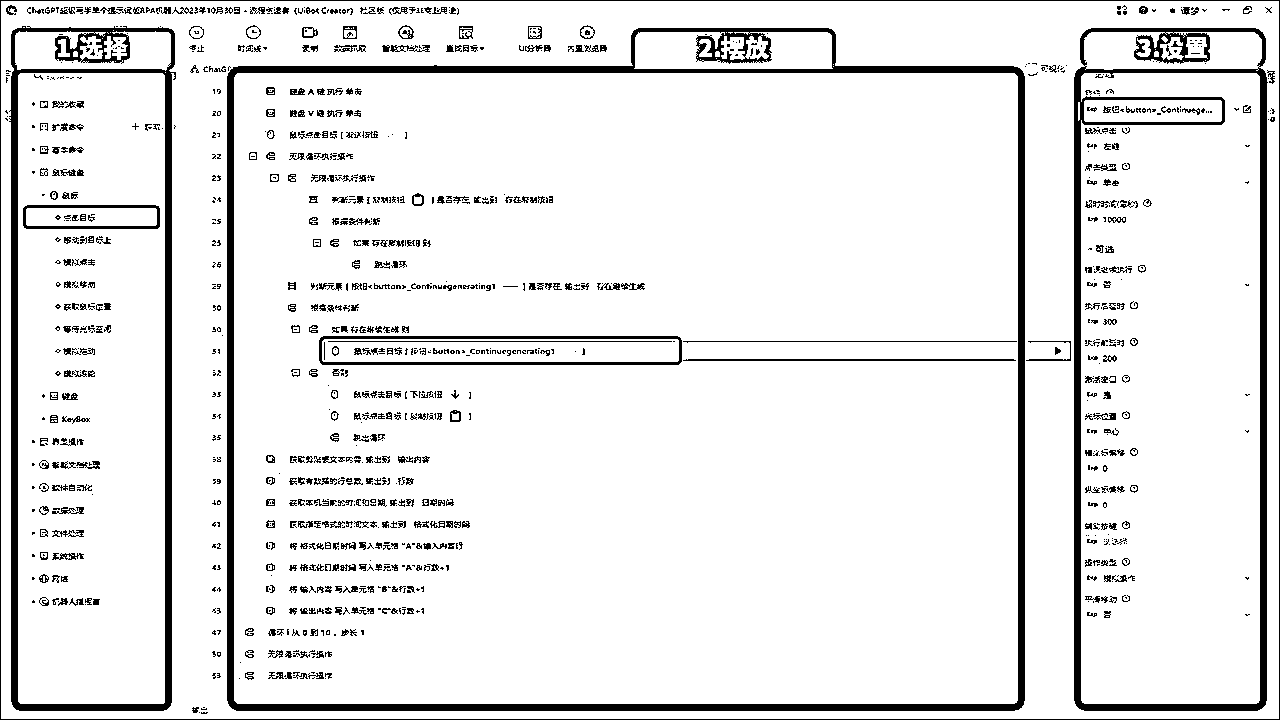 ChatGPT超级写手单个提示词版RPA机器人2023年10月30日 - 流程创造者 (UiBot Creator) 社区版 (仅用于非商业用途)
谭梦
1.选择
停止
时间线
录制
数据抓取
智能文档处理
查找目标
UI分析器
内置浏览器
2.摆放
3.设置
ChatG
可视化
我的收藏
扩展命令
+ 获取
基本命令
鼠标键盘
鼠标
点击目标
移动到目标上
模拟点击
模拟移动
获取鼠标位置
等待光标空闲
模拟拖动
模拟滚轮
键盘
KeyBox
界面操作
智能文档处理
软件自动化
数据处理
文件处理
系统操作
网络
机器人指挥官
19 键盘 A 键 执行 单击
20 键盘 V 键 执行 单击
21 鼠标点击目标 [ 发送按钮 ]
22 无限循环执行操作
23 无限循环执行操作
24 判断元素 [ 复制按钮 ] 是否存在, 输出到 存在复制按钮
25 根据条件判断
如果 存在复制按钮 则
26 跳出循环
29 判断元素 [ 按钮<button>_Continuegenerating1 ] 是否存在, 输出到 存在继续生成
30 根据条件判断
如果 存在继续生成 则
31 鼠标点击目标 [ 按钮<button>_Continuegenerating1 ]
32 否则
33 鼠标点击目标 [ 下拉按钮 ]
34 鼠标点击目标 [ 复制按钮 ]
35 跳出循环
38 获取剪贴板文本内容, 输出到 输出内容
39 获取有数据的行总数, 输出到 行数
40 获取本机当前的时间和日期, 输出到 日期时间
41 获取指定格式的时间文本, 输出到 格式化日期时间
42 将 格式化日期时间 写入单元格 "A"&输入内容行
43 将 格式化日期时间 写入单元格 "A"&行数+1
44 将 输入内容 写入单元格 "B"&行数+1
45 将 输出内容 写入单元格 "C"&行数+1
47 循环 i 从 0 到 10 , 步长 1
50 无限循环执行操作
53 无限循环执行操作
输出
必选
目标
Exp 按钮<button>_Continuege...
鼠标点击
Exp 左键
点击类型
Exp 单击
超时时间(毫秒)
Exp 10000
可选
错误继续执行
Exp 否
执行后延时
Exp 300
执行前延时
Exp 200
激活窗口
Exp 是
光标位置
Exp 中心
横坐标偏移
Exp 0
纵坐标偏移
Exp 0
辅助按键
Exp
操作类型
Exp 模拟操作
平滑移动
Exp 否